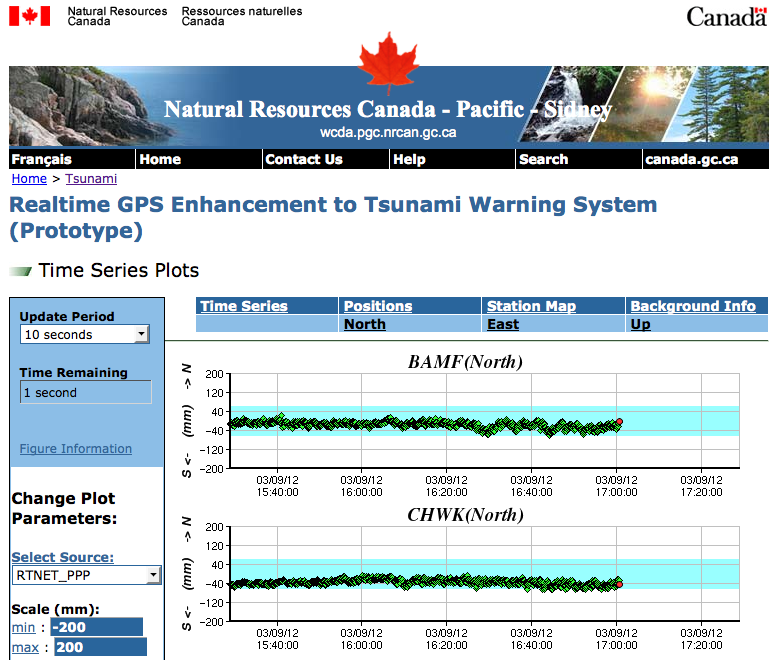 Natural Resources Ressources naturelles
Canada Canada
Canada
Natural Resources Canada - Pacific - Sidney
wcda.pgc.nrcan.gc.ca
Français Home Contact Us Help Search canada.gc.ca
Home > Tsunami
Realtime GPS Enhancement to Tsunami Warning System
(Prototype)
Time Series Plots
Update Period
10 seconds
Time Remaining
1 second
Figure Information
Change Plot
Parameters:
Select Source:
RTNET_PPP
Scale (mm):
min : -200
max : 200
Time Series Positions Station Map Background Info
North East Up
BAMF(North)
S <- (mm) -> N
200
120
40
-40
-120
-200
03/09/12 03/09/12 03/09/12 03/09/12 03/09/12 03/09/12
15:40:00 16:00:00 16:20:00 16:40:00 17:00:00 17:20:00
CHWK(North)
S <- (mm) -> N
200
120
40
-40
-120
-200
03/09/12 03/09/12 03/09/12 03/09/12 03/09/12 03/09/12
15:40:00 16:00:00 16:20:00 16:40:00 17:00:00 17:20:00